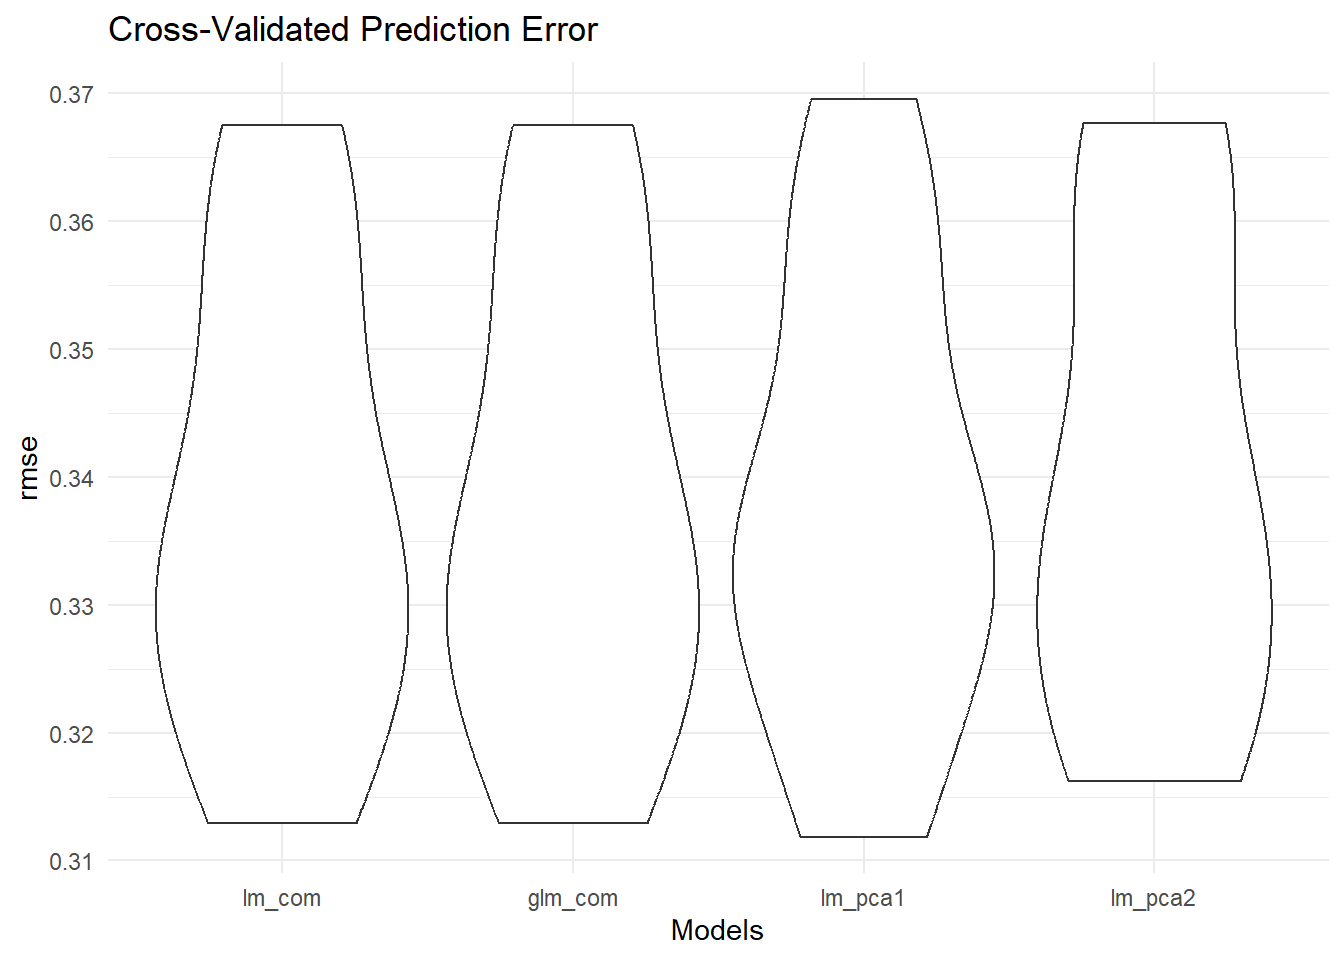 Cross-Validated Prediction Error
rmse
0.37
0.36
0.35
0.34
0.33
0.32
0.31
lm_com glm_com lm_pca1 lm_pca2
Models